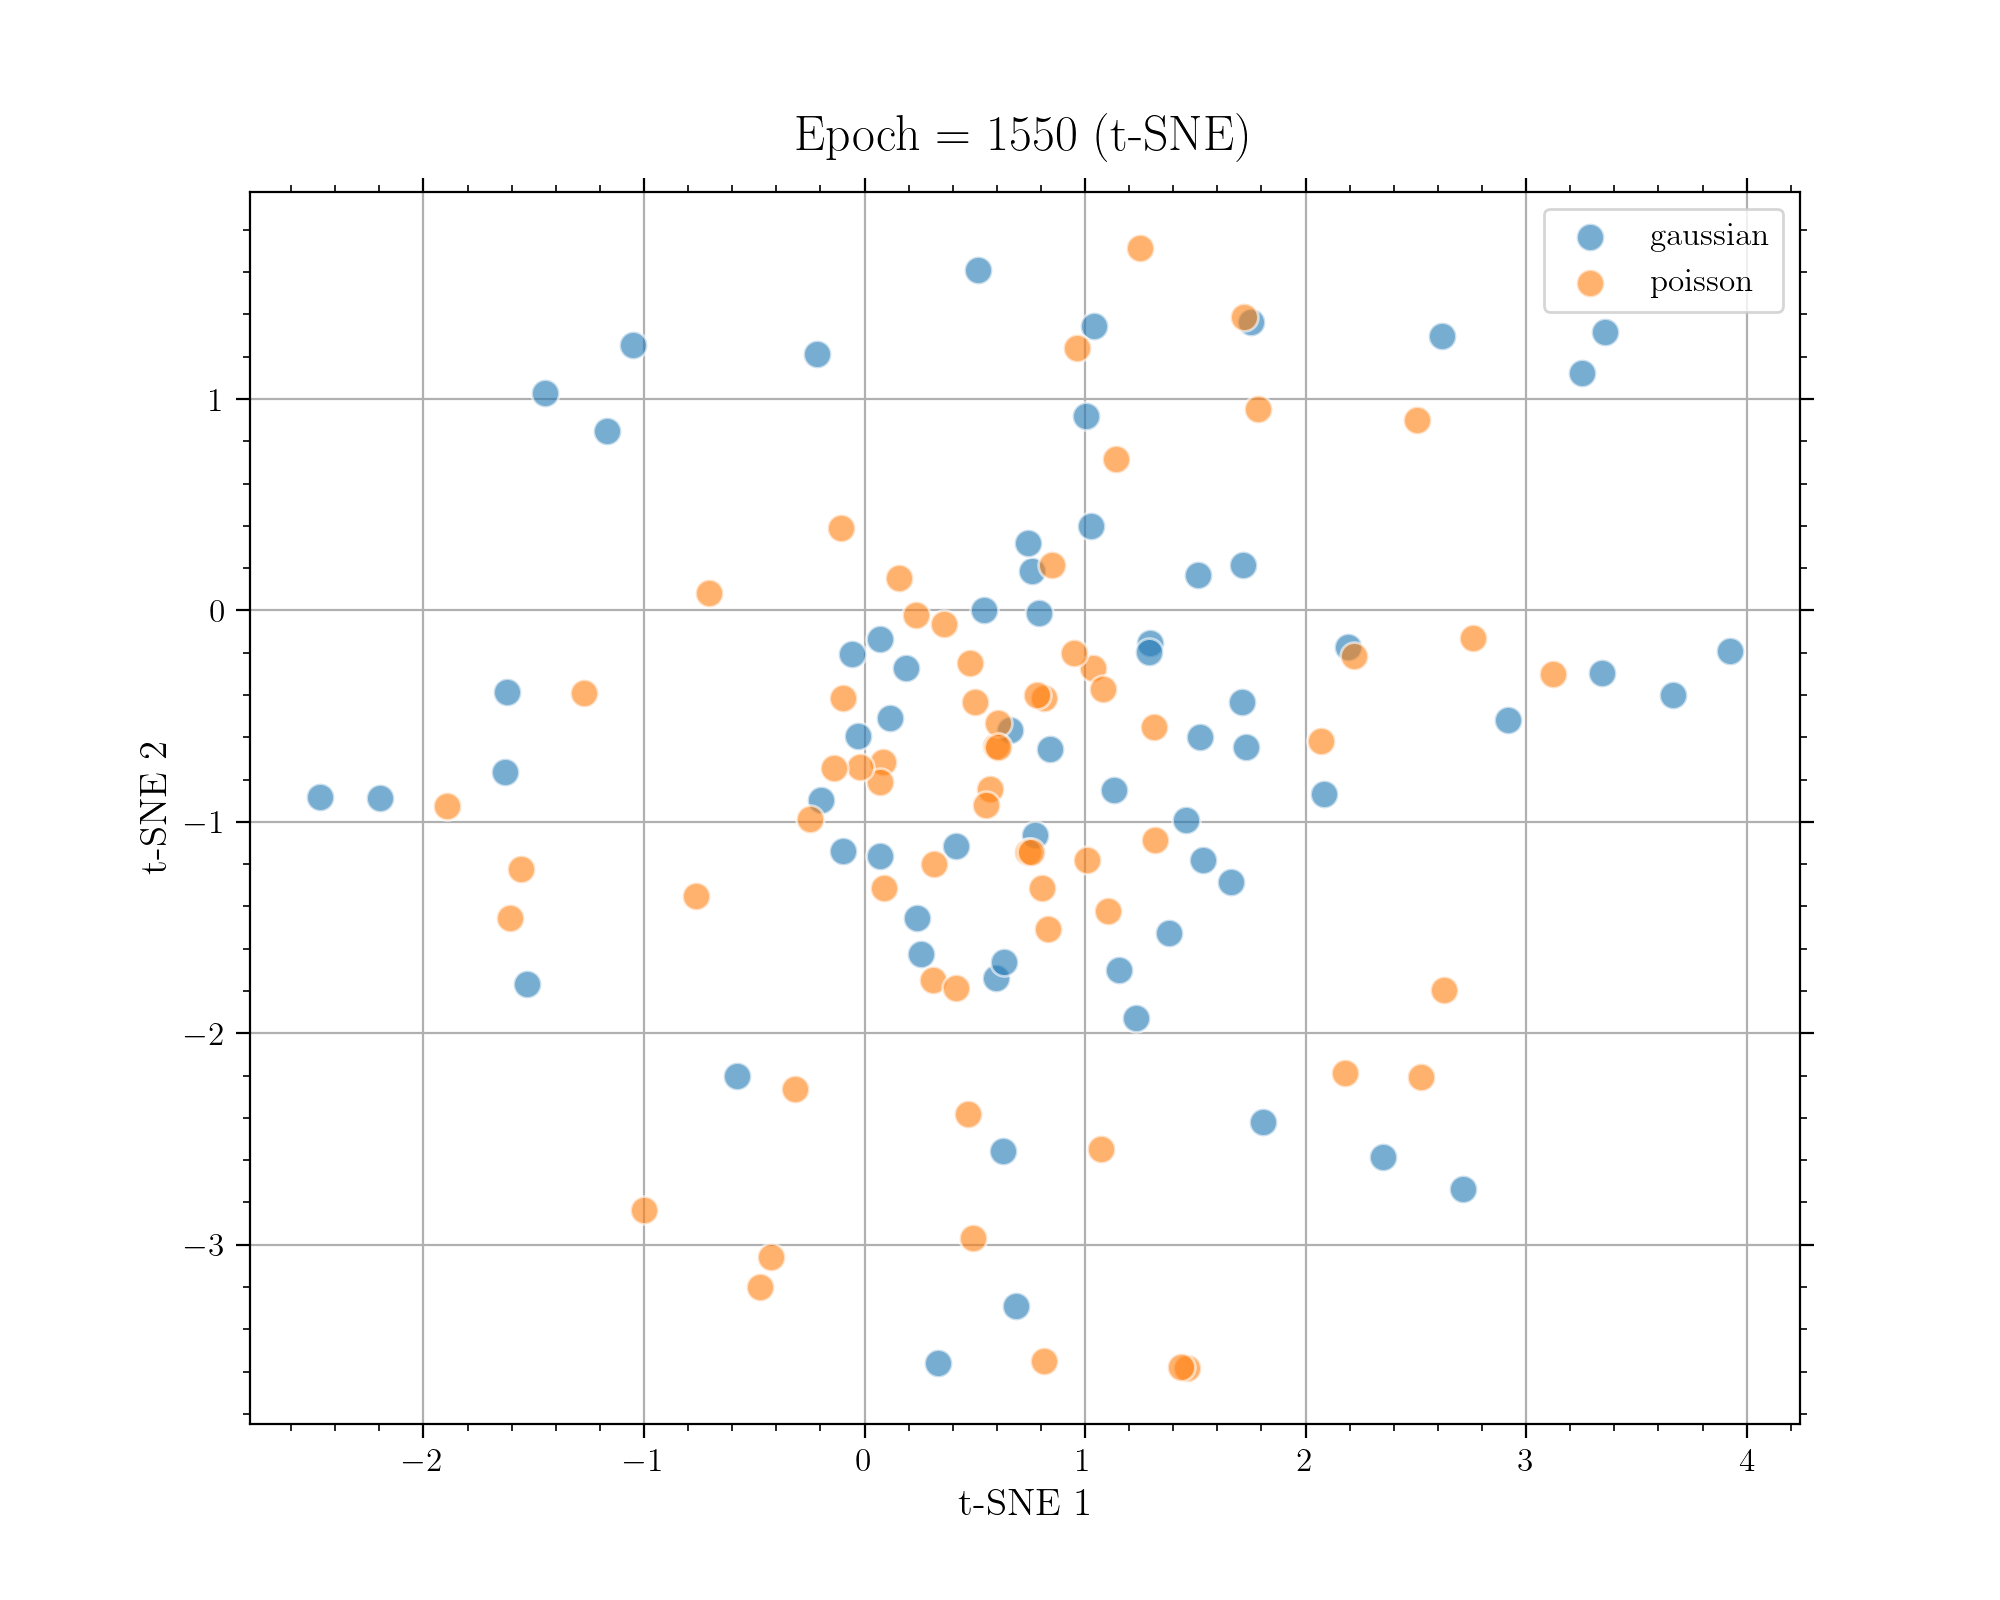 Epoch = 1550 (t-SNE)
gaussian
poisson
1
0
−1
−2
−3
t-SNE 2
−2
−1
0
1
2
3
4
t-SNE 1